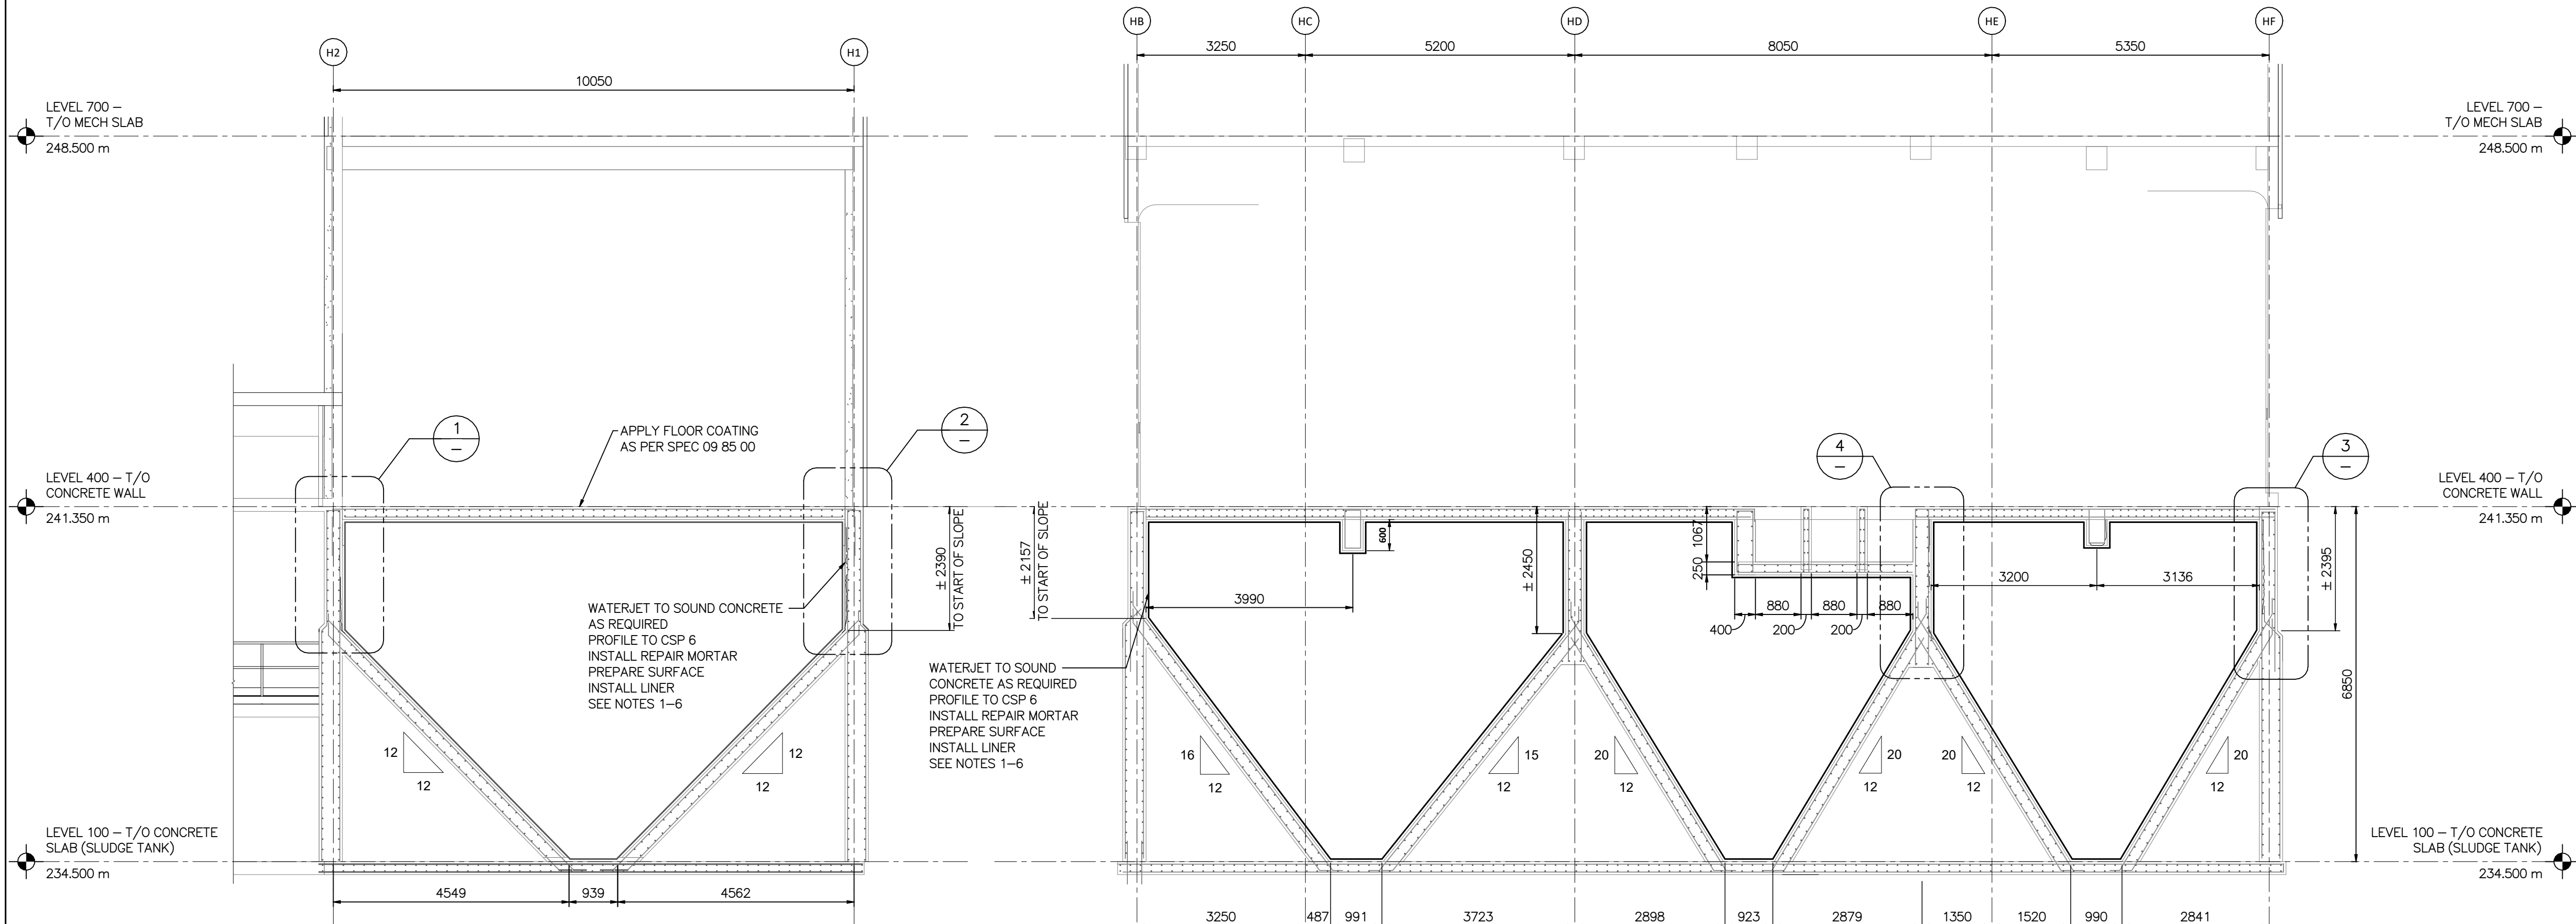 HB
HC
HD
HE
HF
H2
H1
3250
5200
8050
5350
10050
LEVEL 700 –
T/O MECH SLAB
248.500 m
LEVEL 700 –
T/O MECH SLAB
248.500 m
1
–
2
–
APPLY FLOOR COATING
AS PER SPEC 09 85 00
4
–
3
–
LEVEL 400 – T/O
CONCRETE WALL
241.350 m
LEVEL 400 – T/O
CONCRETE WALL
241.350 m
± 2390
TO START OF SLOPE
± 2157
TO START OF SLOPE
600
± 2450
1067
250
± 2395
6850
3990
880
880
880
400
200
200
3200
3136
WATERJET TO SOUND CONCRETE
AS REQUIRED
PROFILE TO CSP 6
INSTALL REPAIR MORTAR
PREPARE SURFACE
INSTALL LINER
SEE NOTES 1–6
WATERJET TO SOUND
CONCRETE AS REQUIRED
PROFILE TO CSP 6
INSTALL REPAIR MORTAR
PREPARE SURFACE
INSTALL LINER
SEE NOTES 1–6
12
12
12
12
16
12
15
12
20
12
20
12
20
12
20
12
LEVEL 100 – T/O CONCRETE
SLAB (SLUDGE TANK)
234.500 m
LEVEL 100 – T/O CONCRETE
SLAB (SLUDGE TANK)
234.500 m
4549
939
4562
3250
487
991
3723
2898
923
2879
1350
1520
990
2841